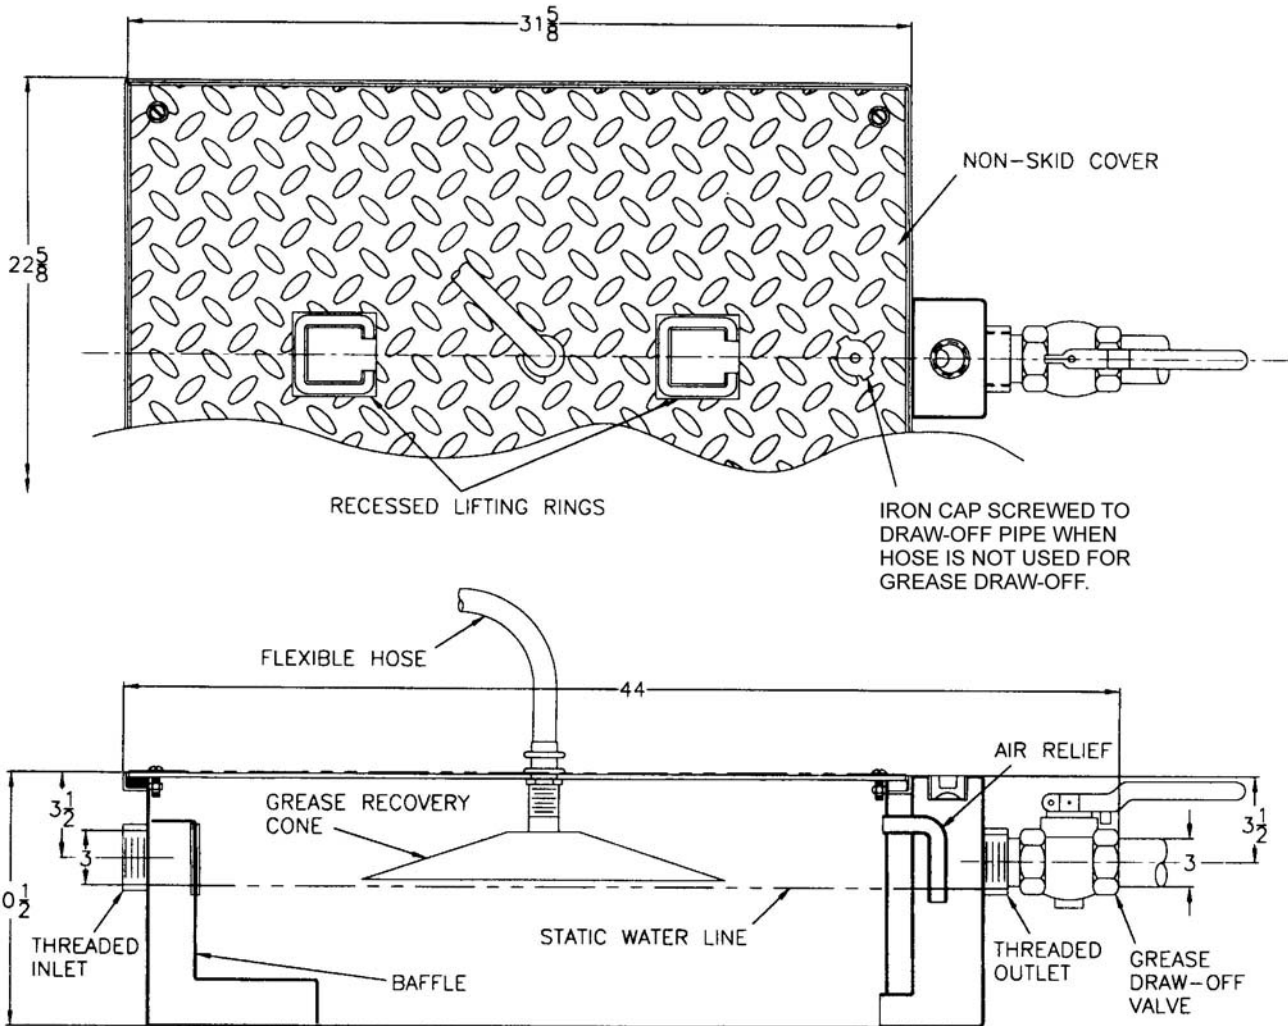 31 5/8
NON-SKID COVER
22 5/8
RECESSED LIFTING RINGS
IRON CAP SCREWED TO
DRAW-OFF PIPE WHEN
HOSE IS NOT USED FOR
GREASE DRAW-OFF.
FLEXIBLE HOSE
44
AIR RELIEF
GREASE RECOVERY
CONE
3 1/2
3
0 1/2
3 1/2
3
STATIC WATER LINE
THREADED
INLET
BAFFLE
THREADED
OUTLET
GREASE
DRAW-OFF
VALVE